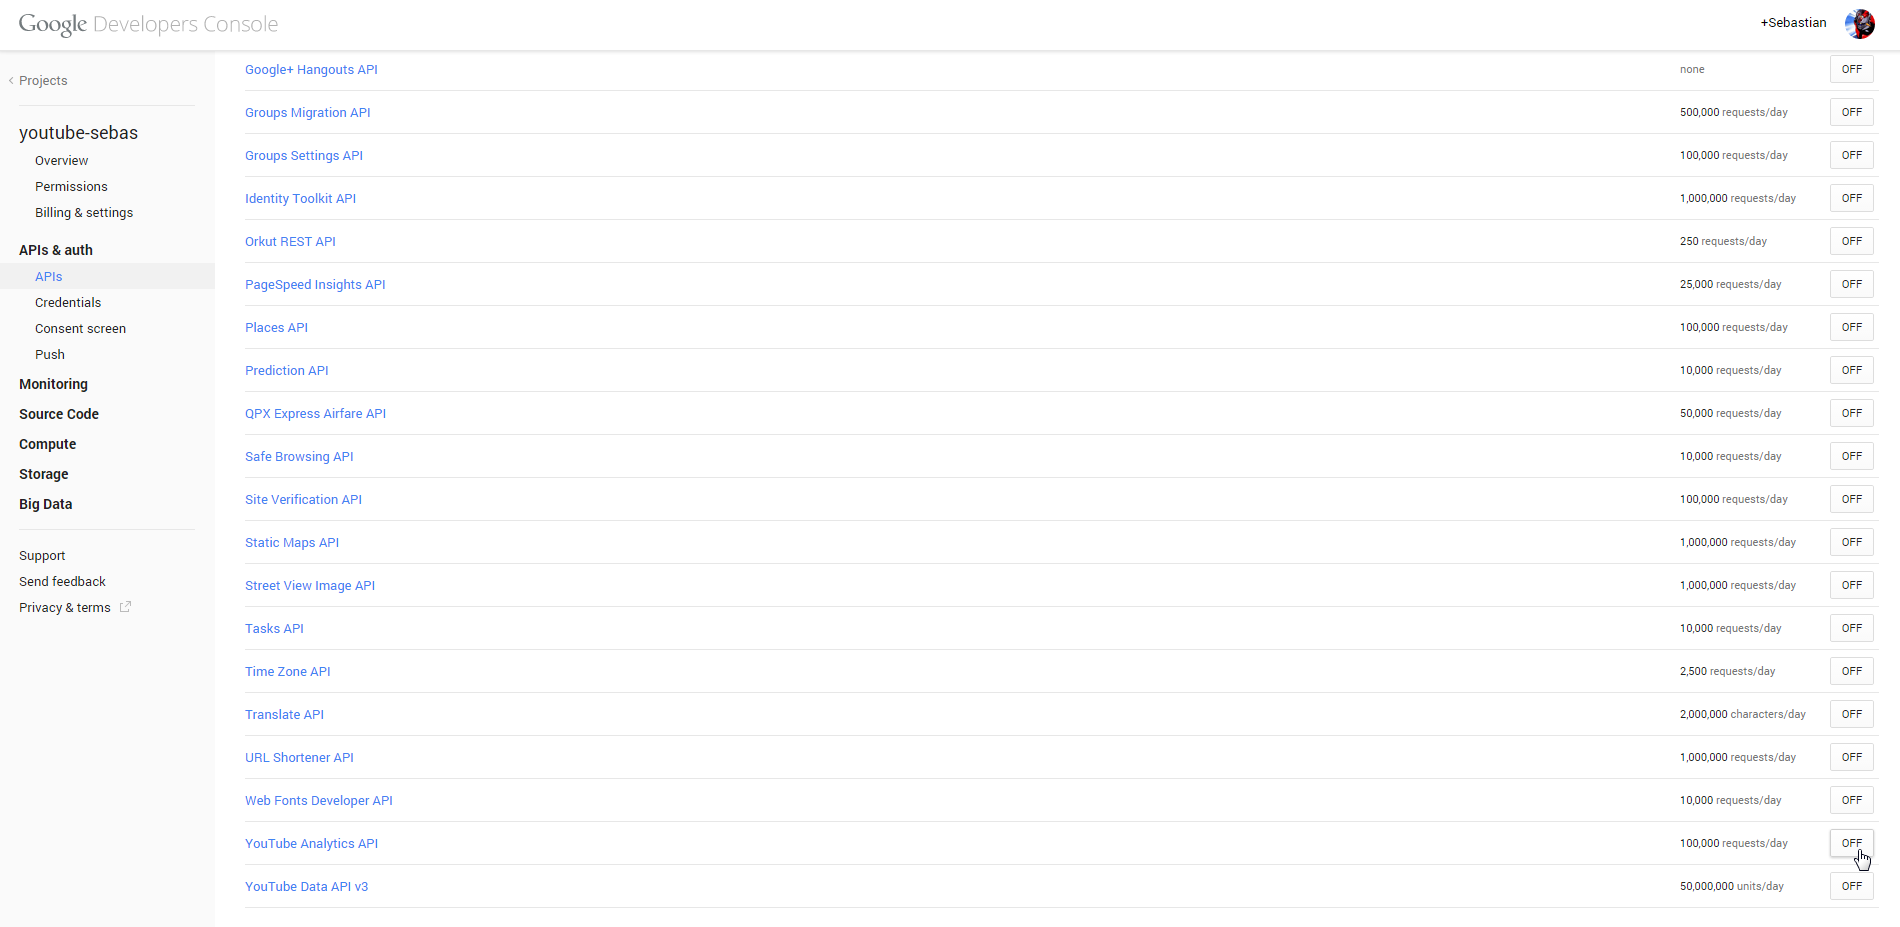 Google Developers Console
+Sebastian
Projects
youtube-sebas
Overview
Permissions
Billing & settings
APIs & auth
APIs
Credentials
Consent screen
Push
Monitoring
Source Code
Compute
Storage
Big Data
Support
Send feedback
Privacy & terms
Google+ Hangouts API none OFF
Groups Migration API 500,000 requests/day OFF
Groups Settings API 100,000 requests/day OFF
Identity Toolkit API 1,000,000 requests/day OFF
Orkut REST API 250 requests/day OFF
PageSpeed Insights API 25,000 requests/day OFF
Places API 100,000 requests/day OFF
Prediction API 10,000 requests/day OFF
QPX Express Airfare API 50,000 requests/day OFF
Safe Browsing API 10,000 requests/day OFF
Site Verification API 100,000 requests/day OFF
Static Maps API 1,000,000 requests/day OFF
Street View Image API 1,000,000 requests/day OFF
Tasks API 10,000 requests/day OFF
Time Zone API 2,500 requests/day OFF
Translate API 2,000,000 characters/day OFF
URL Shortener API 1,000,000 requests/day OFF
Web Fonts Developer API 10,000 requests/day OFF
YouTube Analytics API 100,000 requests/day OFF
YouTube Data API v3 50,000,000 units/day OFF